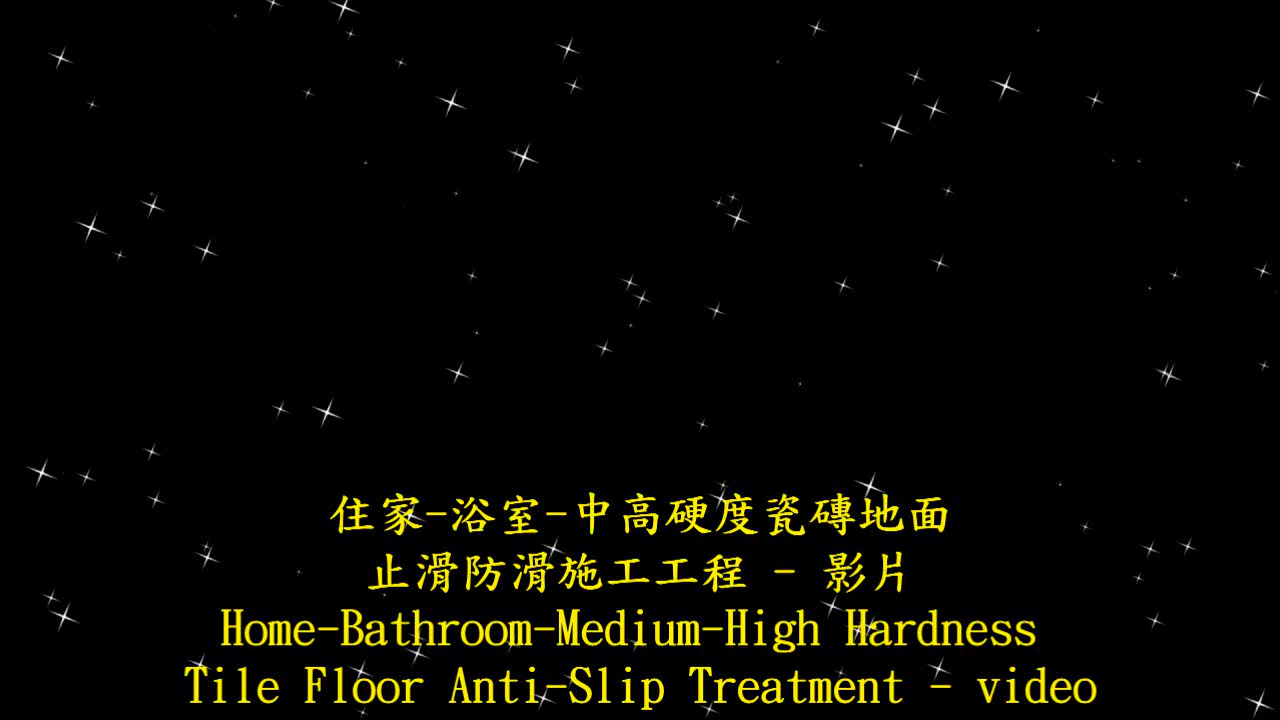 住家-浴室-中高硬度瓷磚地面
止滑防滑施工工程 - 影片
Home-Bathroom-Medium-High Hardness
Tile Floor Anti-Slip Treatment - video